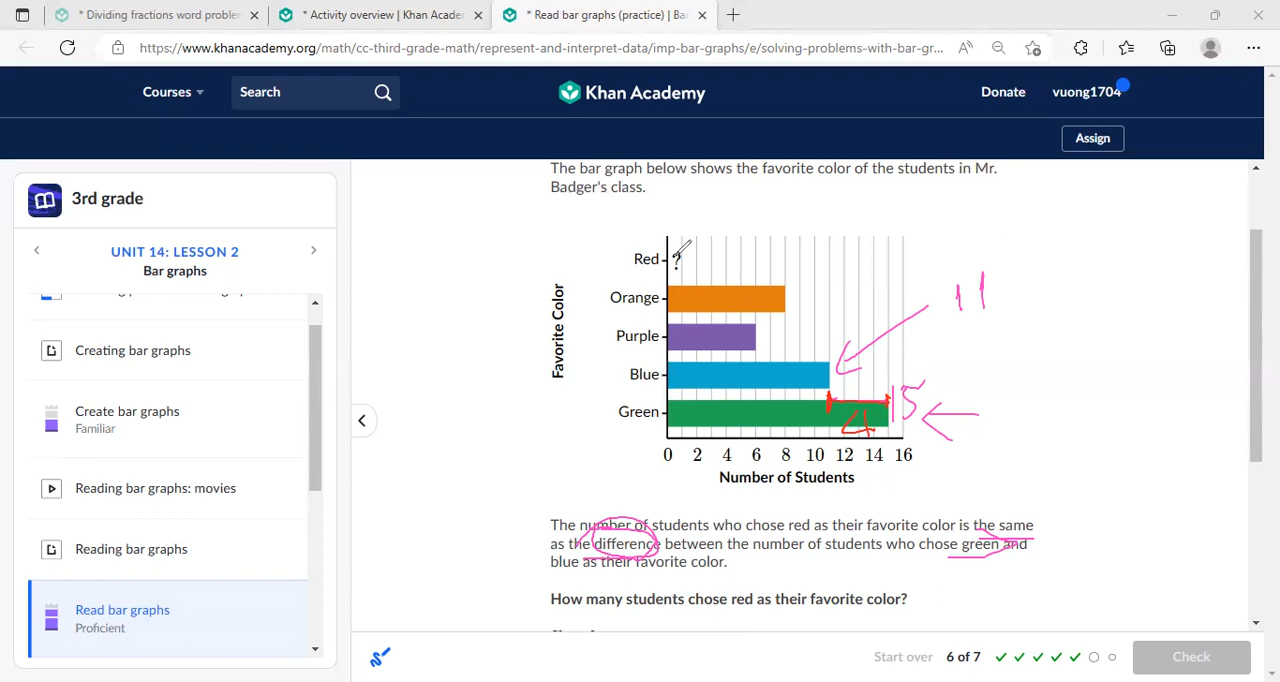 * Dividing fractions word proble
* Activity overview | Khan Acade
* Read bar graphs (practice) | Ba
https://www.khanacademy.org/math/cc-third-grade-math/represent-and-interpret-data/imp-bar-graphs/e/solving-problems-with-bar-gr...
Courses
Search
Khan Academy
Donate
vuong1704
Assign
3rd grade
UNIT 14: LESSON 2
Bar graphs
Creating bar graphs
Create bar graphs
Familiar
Reading bar graphs: movies
Reading bar graphs
Read bar graphs
Proficient
The bar graph below shows the favorite color of the students in Mr.
Badger's class.
Favorite Color
Red
?
Orange
Purple
Blue
Green
11
15
4
0 2 4 6 8 10 12 14 16
Number of Students
The number of students who chose red as their favorite color is the same
as the difference between the number of students who chose green and
blue as their favorite color.
How many students chose red as their favorite color?
Start over
6 of 7
Check